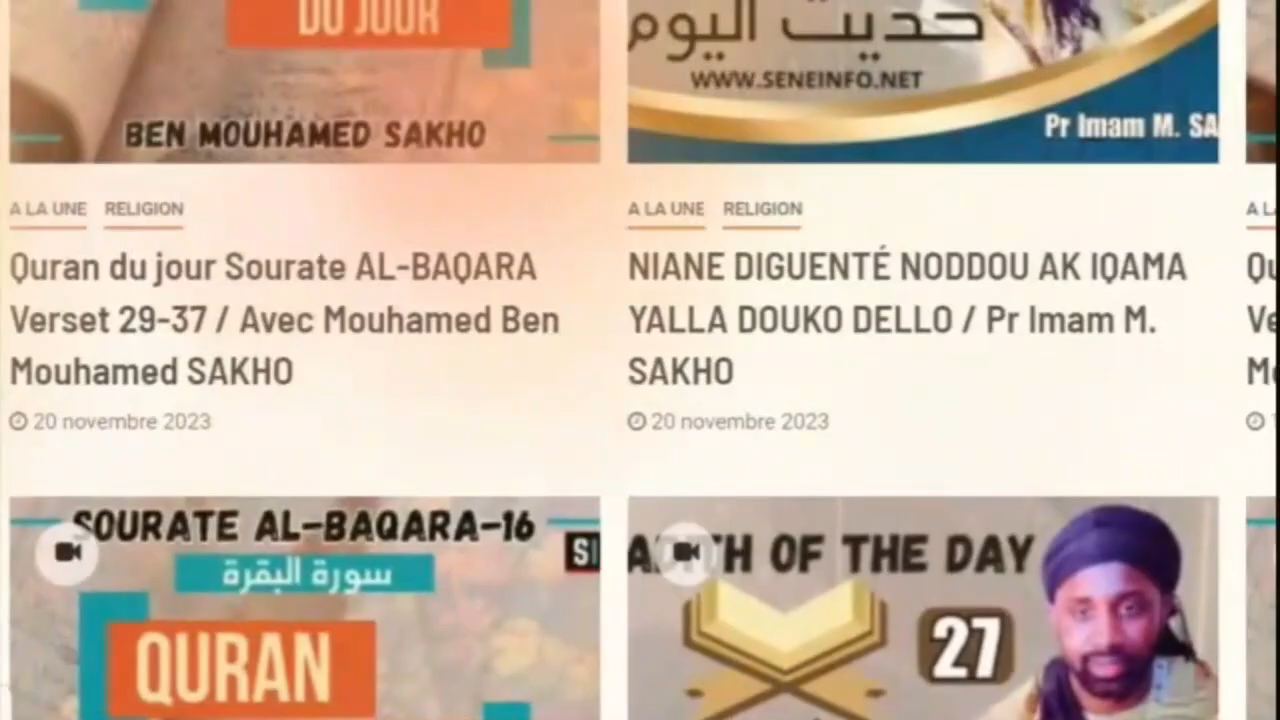 DU JOUR
BEN MOUHAMED SAKHO
حديث اليوم
WWW.SENEINFO.NET
Pr Imam M. SA
A LA UNE RELIGION
Quran du jour Sourate AL-BAQARA
Verset 29-37 / Avec Mouhamed Ben
Mouhamed SAKHO
20 novembre 2023
A LA UNE RELIGION
NIANE DIGUENTÉ NODDOU AK IQAMA
YALLA DOUKO DELLO / Pr Imam M.
SAKHO
20 novembre 2023
SOURATE AL-BAQARA-16
سورة البقرة
QURAN
OF THE DAY
27